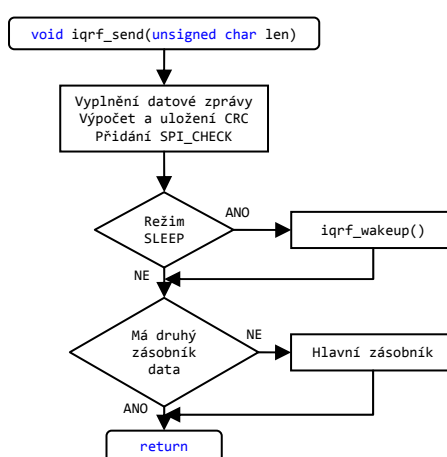 void iqrf_send(unsigned char len)
Vyplnění datové zprávy
Výpočet a uložení CRC
Přidání SPI_CHECK
Režim
SLEEP
ANO
iqrf_wakeup()
NE
Má druhý
zásobník
data
NE
Hlavní zásobník
ANO
return